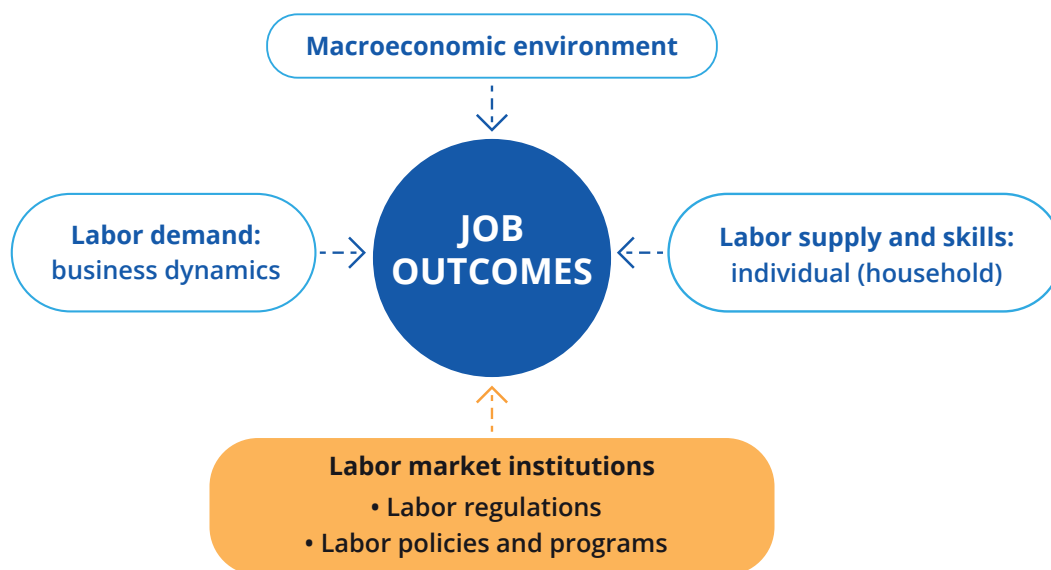 Macroeconomic environment
Labor demand:
business dynamics
JOB
OUTCOMES
Labor supply and skills:
individual (household)
Labor market institutions
• Labor regulations
• Labor policies and programs